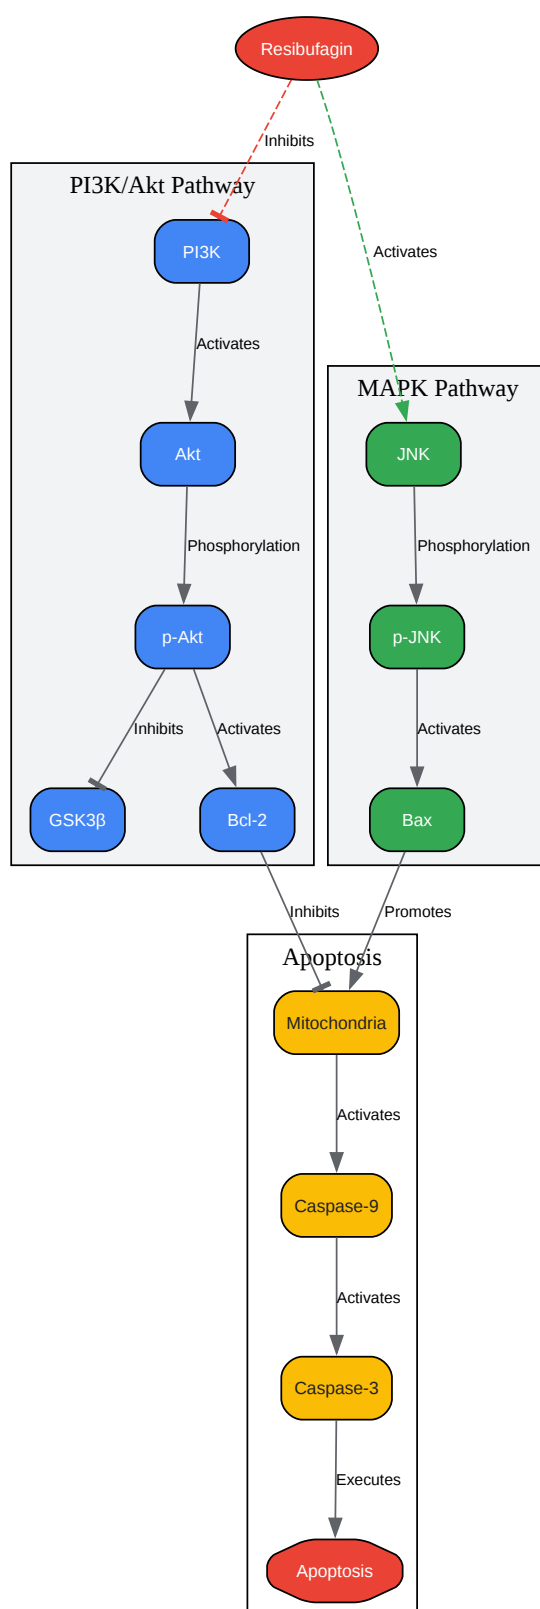 Resibufagin
Inhibits
PI3K/Akt Pathway
PI3K
Activates
Activates
MAPK Pathway
Akt
JNK
Phosphorylation
Phosphorylation
p-Akt
p-JNK
Inhibits
Activates
Activates
GSK3β
Bcl-2
Bax
Inhibits
Promotes
Apoptosis
Mitochondria
Activates
Caspase-9
Activates
Caspase-3
Executes
Apoptosis